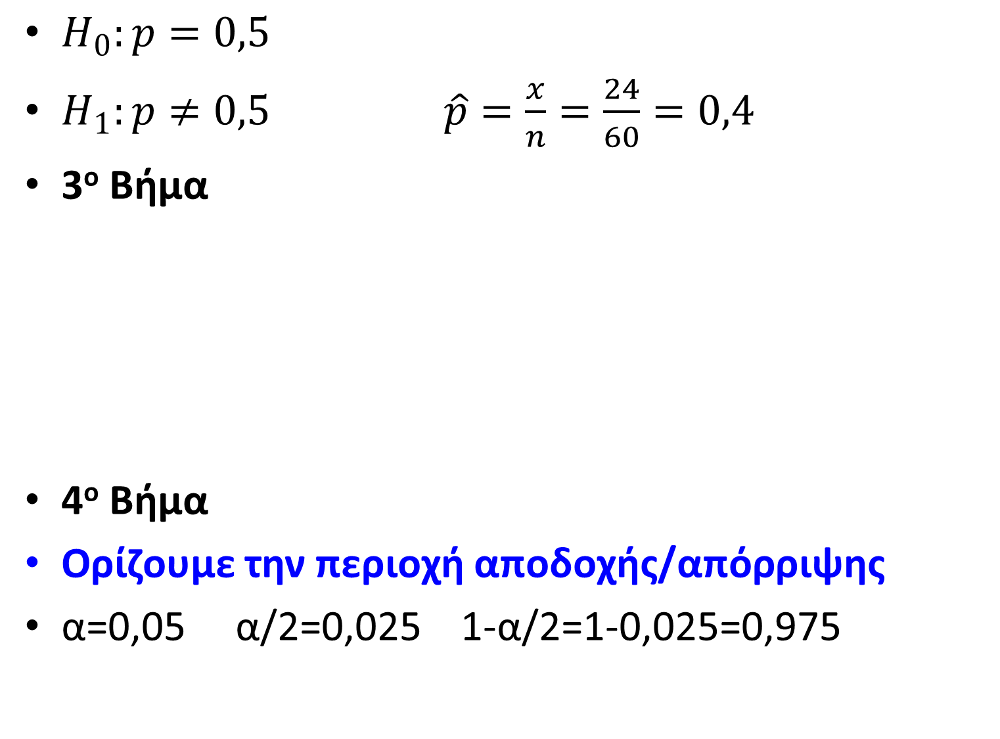 • H₀: p = 0,5
• H₁: p ≠ 0,5 p̂ = x/n = 24/60 = 0,4
• 3ο Βήμα
• 4ο Βήμα
• Ορίζουμε την περιοχή αποδοχής/απόρριψης
• α=0,05 α/2=0,025 1-α/2=1-0,025=0,975